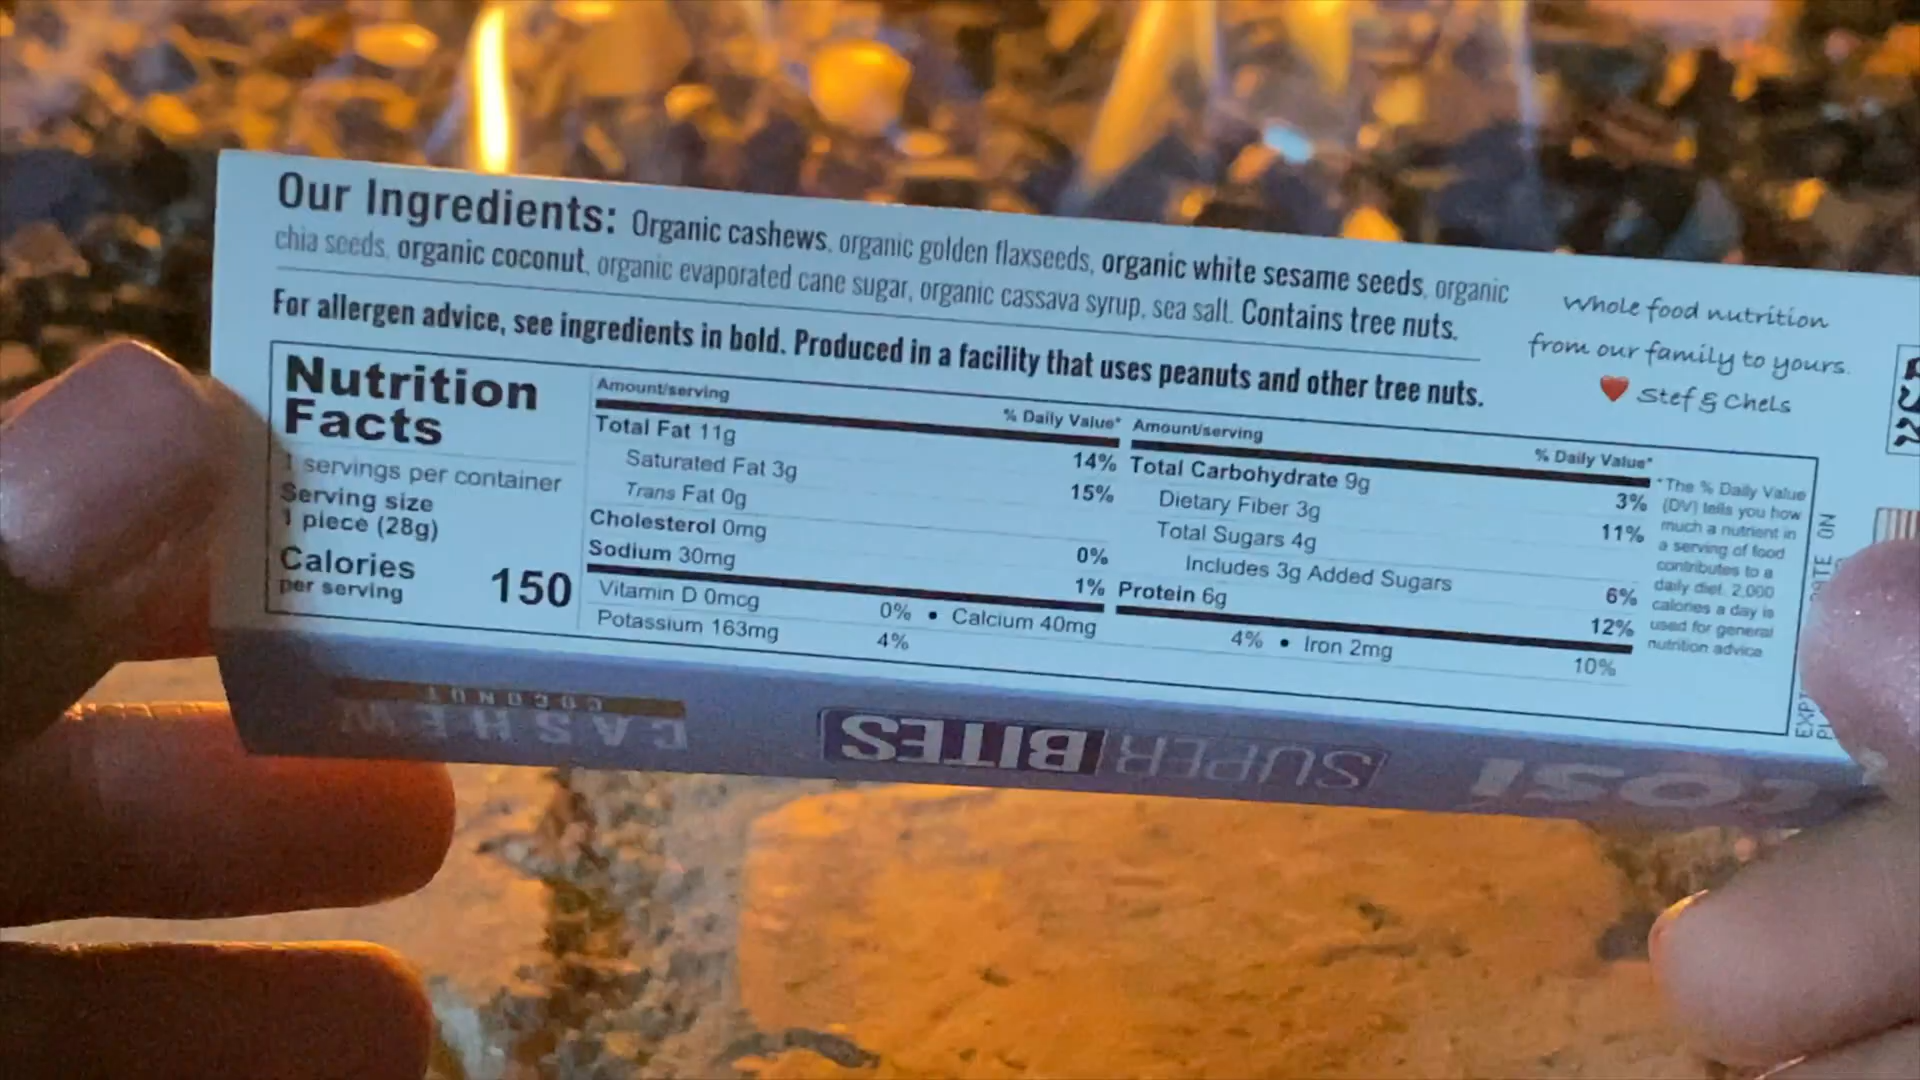 Our Ingredients: Organic cashews, organic golden flaxseeds, organic white sesame seeds, organic
chia seeds, organic coconut, organic evaporated cane sugar, organic cassava syrup, sea salt. Contains tree nuts.
For allergen advice, see ingredients in bold. Produced in a facility that uses peanuts and other tree nuts.
Whole food nutrition
from our family to yours.
♥ Stef & Chels
Nutrition
Facts
1 servings per container
Serving size
1 piece (28g)
Calories
per serving 150
Amount/serving % Daily Value*
Total Fat 11g 14%
Saturated Fat 3g 15%
Trans Fat 0g
Cholesterol 0mg 0%
Sodium 30mg 1%
Amount/serving % Daily Value*
Total Carbohydrate 9g 3%
Dietary Fiber 3g 11%
Total Sugars 4g
Includes 3g Added Sugars 6%
Protein 6g 12%
Vitamin D 0mcg 0% • Calcium 40mg 4% • Iron 2mg 10%
Potassium 163mg 4%
*The % Daily Value
(DV) tells you how
much a nutrient in
a serving of food
contributes to a
daily diet. 2,000
calories a day is
used for general
nutrition advice
SUPER BITES
CASHEW
COCONUT